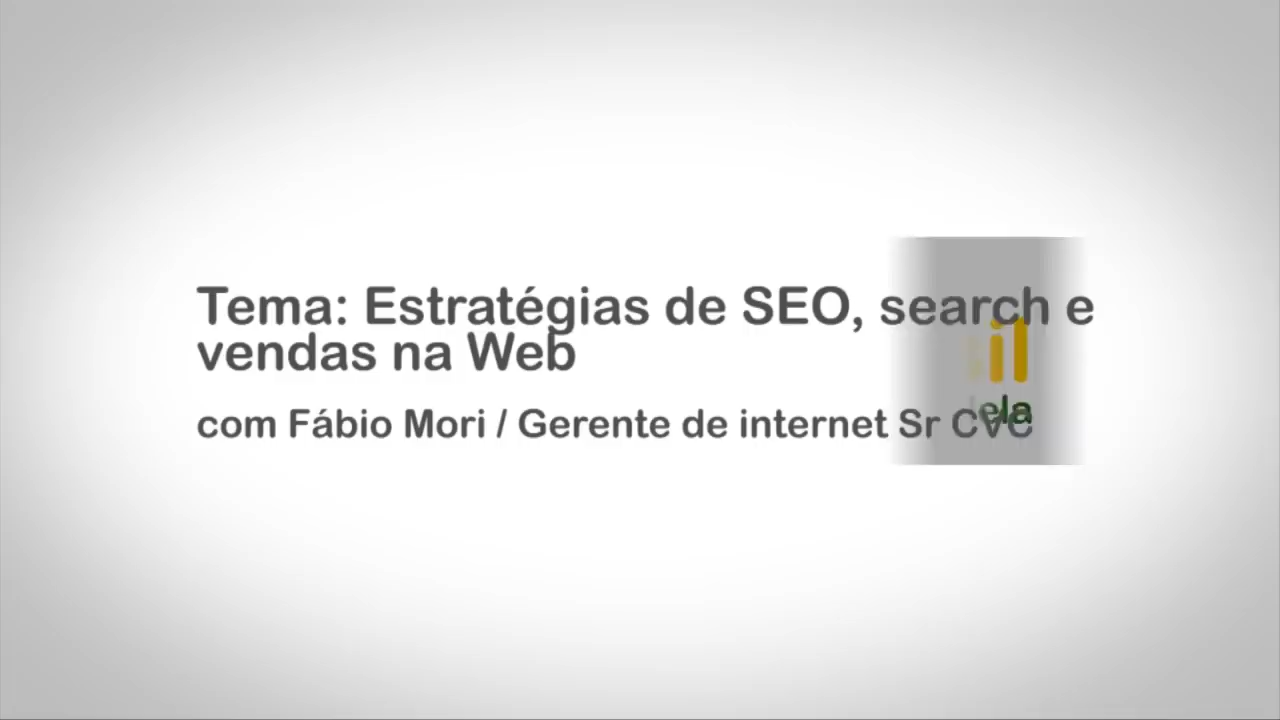 Tema: Estratégias de SEO, search e
vendas na Web
com Fábio Mori / Gerente de internet Sr CVC